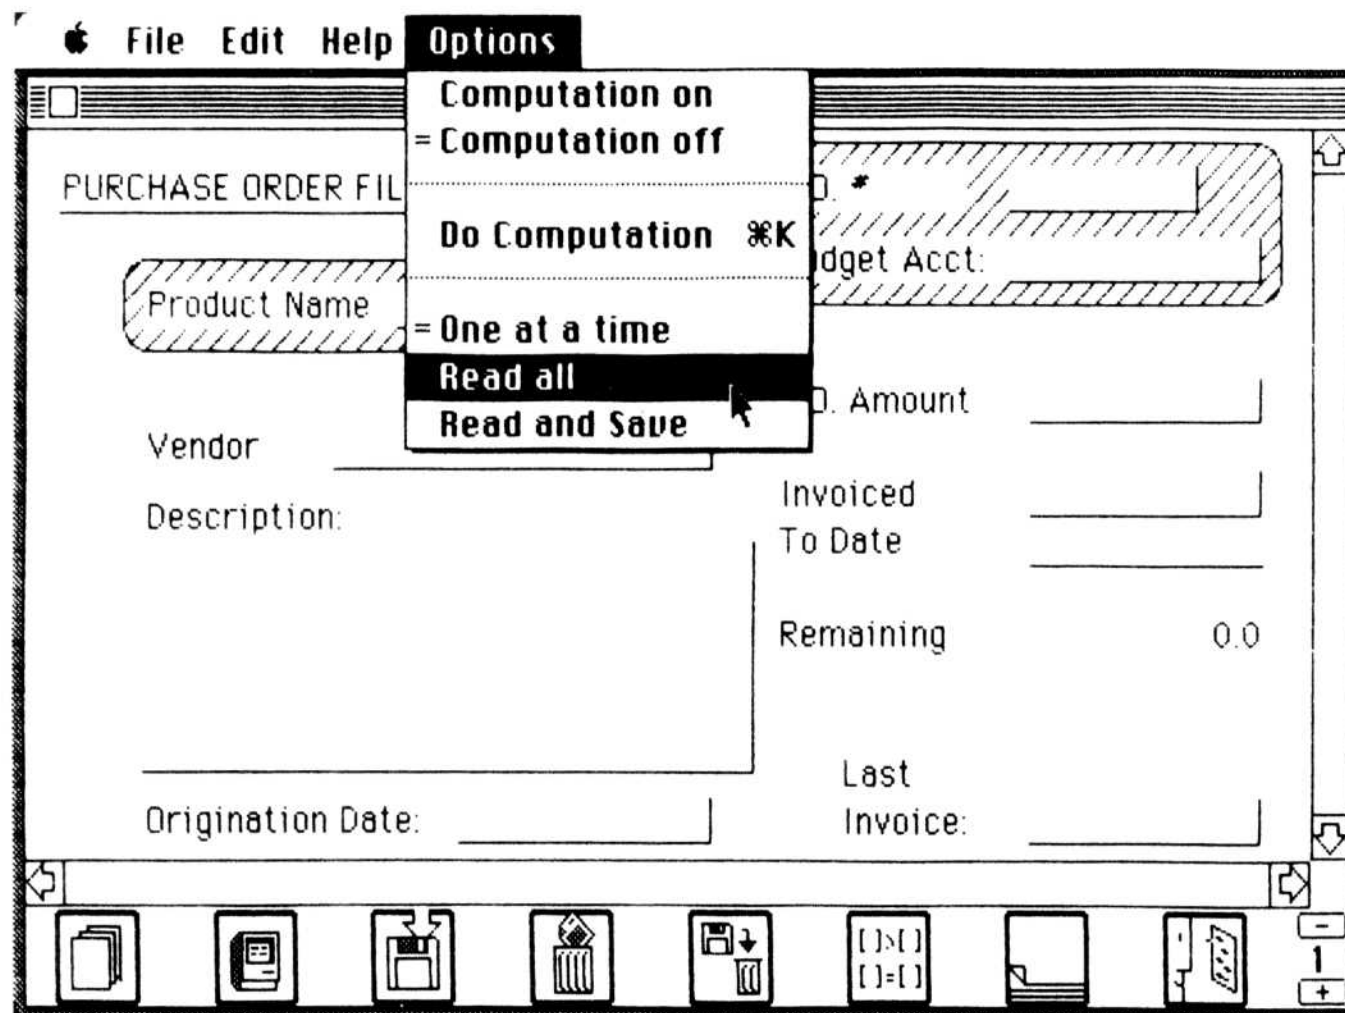 File Edit Help Options
Computation on
= Computation off
Do Computation ⌘K
= One at a time
Read all
Read and Save
PURCHASE ORDER FIL
#
dget Acct:
Product Name
O. Amount
Vendor
Invoiced
To Date
Description:
Remaining 0.0
Last
Invoice:
Origination Date:
[ ]>[ ]
[ ]=[ ]
-
1
+